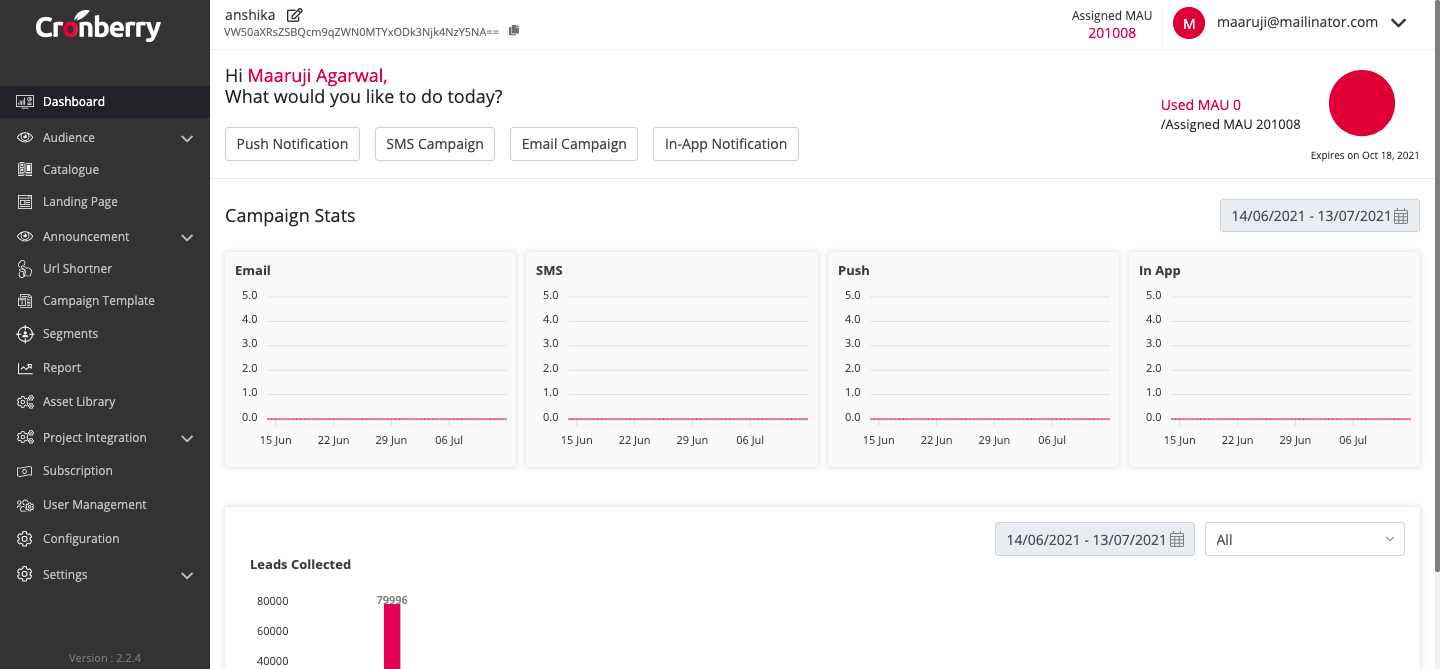 Cronberry
anshika
VW50aXRsZSBQcm9qZWN0MTYxODk3Njk4NzY5NA==
Assigned MAU
201008
M
maaruji@mailinator.com
Dashboard
Audience
Catalogue
Landing Page
Announcement
Url Shortner
Campaign Template
Segments
Report
Asset Library
Project Integration
Subscription
User Management
Configuration
Settings
Version : 2.2.4
Hi Maaruji Agarwal,
What would you like to do today?
Push Notification
SMS Campaign
Email Campaign
In-App Notification
Used MAU 0
/Assigned MAU 201008
Expires on Oct 18, 2021
Campaign Stats
14/06/2021 - 13/07/2021
Email
5.0
4.0
3.0
2.0
1.0
0.0
15 Jun 22 Jun 29 Jun 06 Jul
SMS
5.0
4.0
3.0
2.0
1.0
0.0
15 Jun 22 Jun 29 Jun 06 Jul
Push
5.0
4.0
3.0
2.0
1.0
0.0
15 Jun 22 Jun 29 Jun 06 Jul
In App
5.0
4.0
3.0
2.0
1.0
0.0
15 Jun 22 Jun 29 Jun 06 Jul
14/06/2021 - 13/07/2021
All
Leads Collected
80000
60000
40000
79996